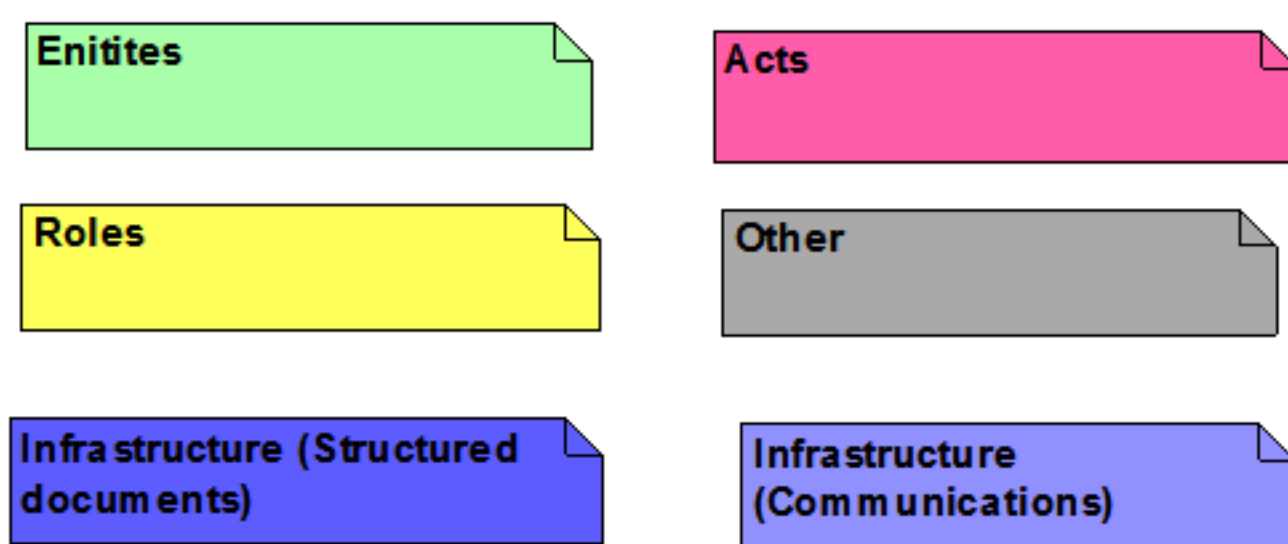 Enitites
Acts
Roles
Other
Infrastructure (Structured
documents)
Infrastructure
(Communications)